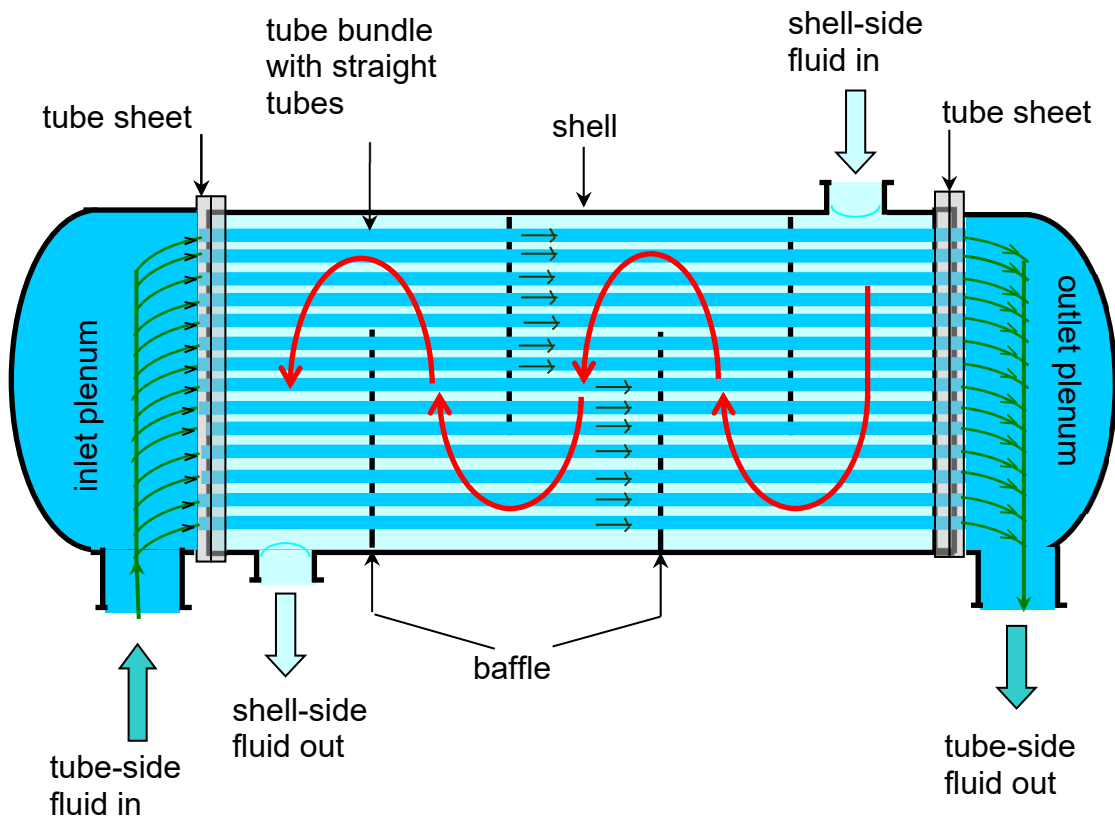 shell-side
fluid in
tube bundle
with straight
tubes
tube sheet
shell
tube sheet
inlet plenum
outlet plenum
baffle
shell-side
fluid out
tube-side
fluid in
tube-side
fluid out